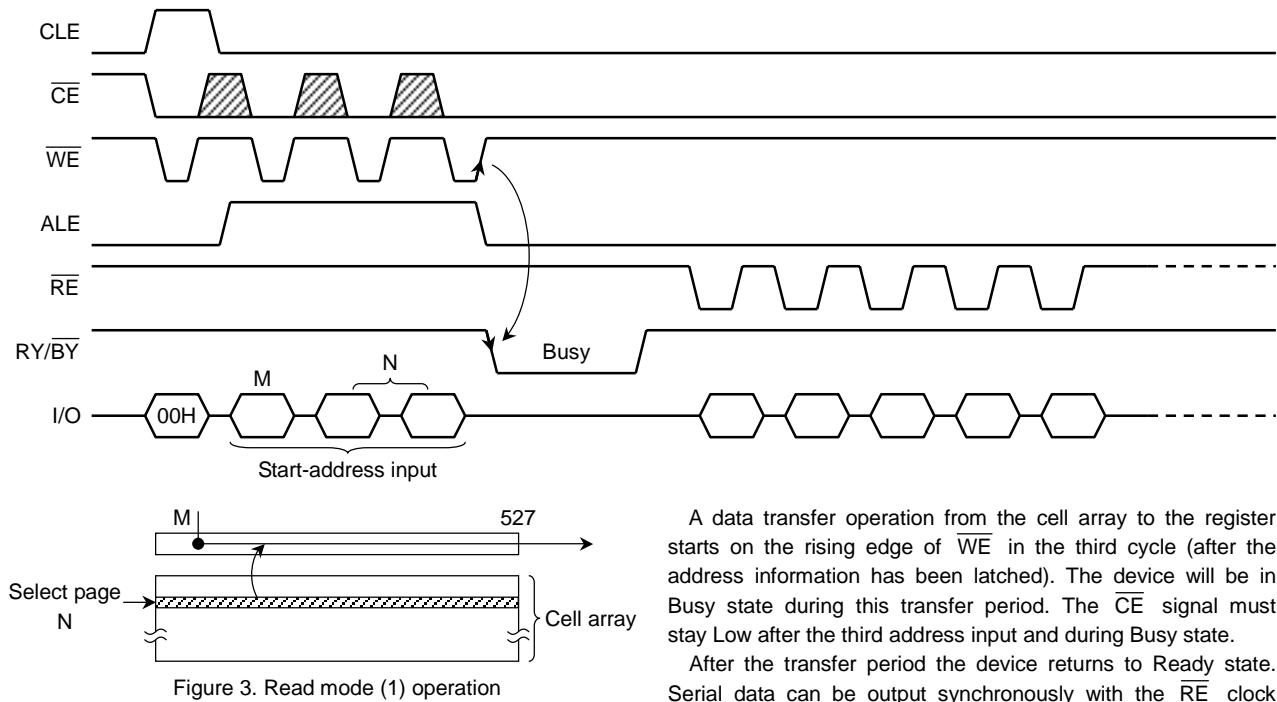 CLE
CE
WE
ALE
RE
RY/BY
Busy
M
N
I/O
00H
Start-address input
M
527
Select page
N
Cell array
Figure 3. Read mode (1) operation
A data transfer operation from the cell array to the register
starts on the rising edge of WE in the third cycle (after the
address information has been latched). The device will be in
Busy state during this transfer period. The CE signal must
stay Low after the third address input and during Busy state.
After the transfer period the device returns to Ready state.
Serial data can be output synchronously with the RE clock